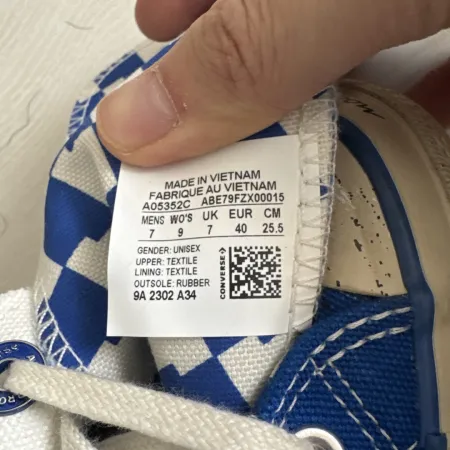 MADE IN VIETNAM
FABRIQUE AU VIETNAM
A05352C ABE79FZX00015
MENS WO'S UK EUR CM
7 9 7 40 25.5
GENDER: UNISEX
UPPER: TEXTILE
LINING: TEXTILE
OUTSOLE: RUBBER
9A 2302 A34
CONVERSE